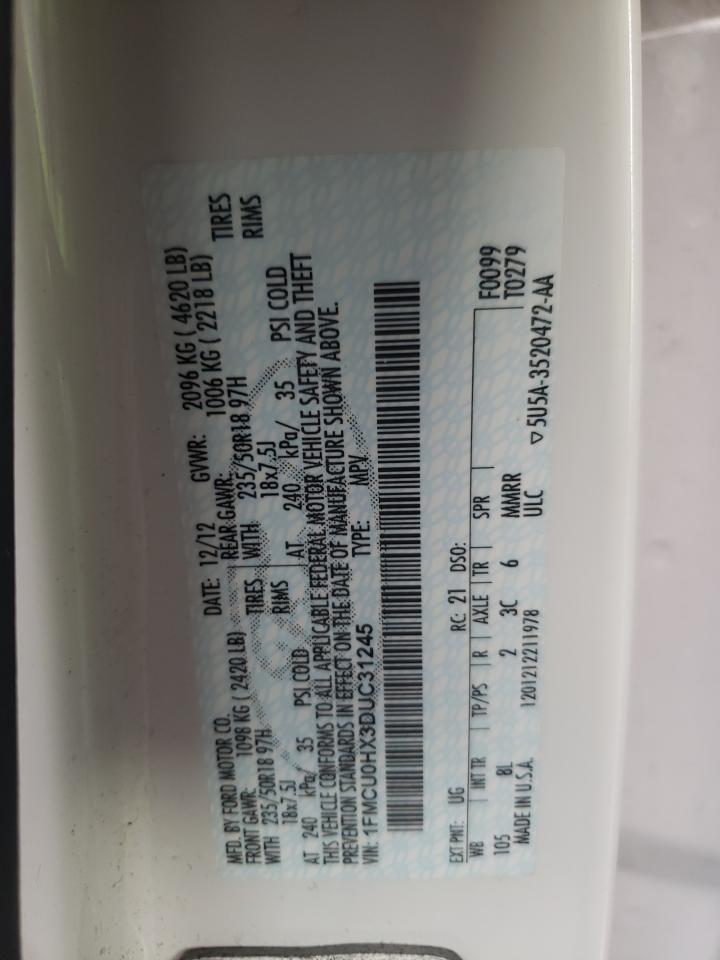 MFD. BY FORD MOTOR CO.
DATE: 12/12 GVWR: 2096 KG ( 4620 LB)
FRONT GAWR: 1098 KG ( 2420 LB) REAR GAWR: 1006 KG ( 2218 LB)
WITH 235/50R18 97H TIRES WITH 235/50R18 97H TIRES
18x7.5J RIMS 18x7.5J RIMS
AT 240 kPa/ 35 PSI COLD AT 240 kPa/ 35 PSI COLD
THIS VEHICLE CONFORMS TO ALL APPLICABLE FEDERAL MOTOR VEHICLE SAFETY AND THEFT
PREVENTION STANDARDS IN EFFECT ON THE DATE OF MANUFACTURE SHOWN ABOVE.
VIN: 1FMCU0HX3DUC31245 TYPE: MPV
EXT PNT: UG RC: 21 DSO:
WB INT TR TP/PS R AXLE TR SPR F0099
105 8L 2 3C 6 MMRR T0279
MADE IN U.S.A. 1201212211978 ULC ▽5U5A-3520472-AA